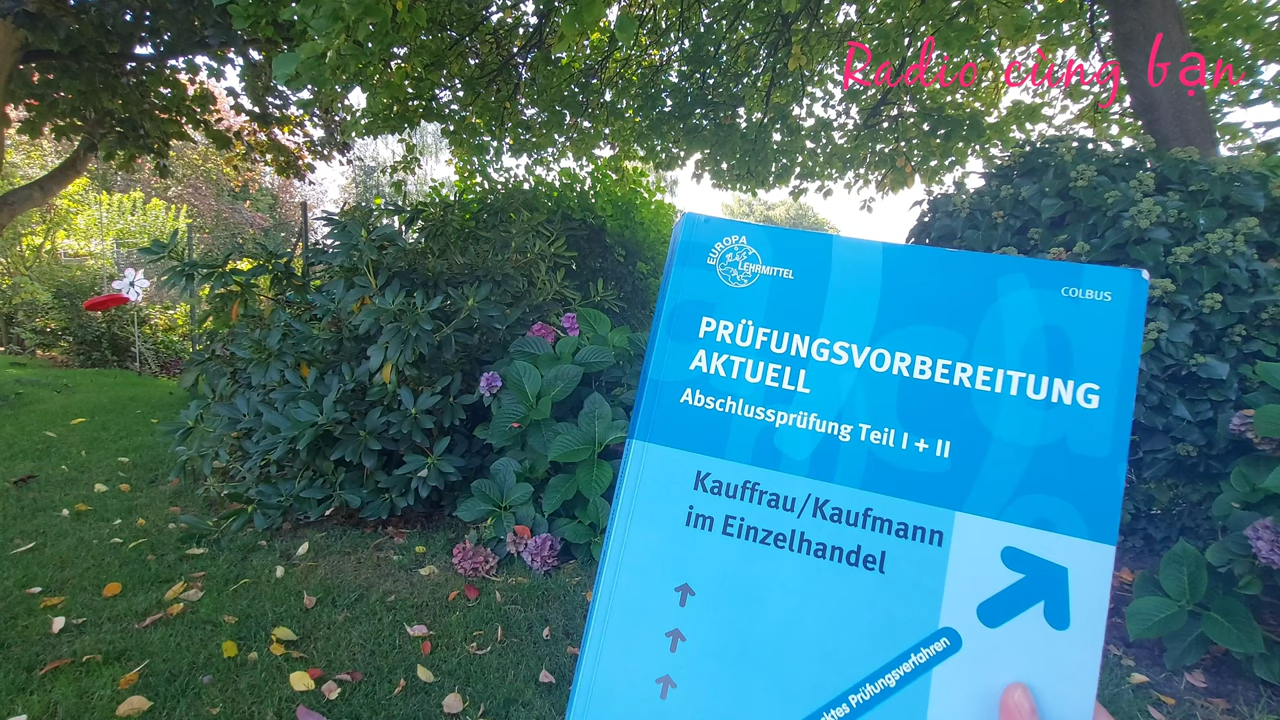 Radio cùng bạn
EUROPA
LEHRMITTEL
COLBUS
PRÜFUNGSVORBEREITUNG
AKTUELL
Abschlussprüfung Teil I + II
Kauffrau/Kaufmann
im Einzelhandel
Prüfungsverfahren